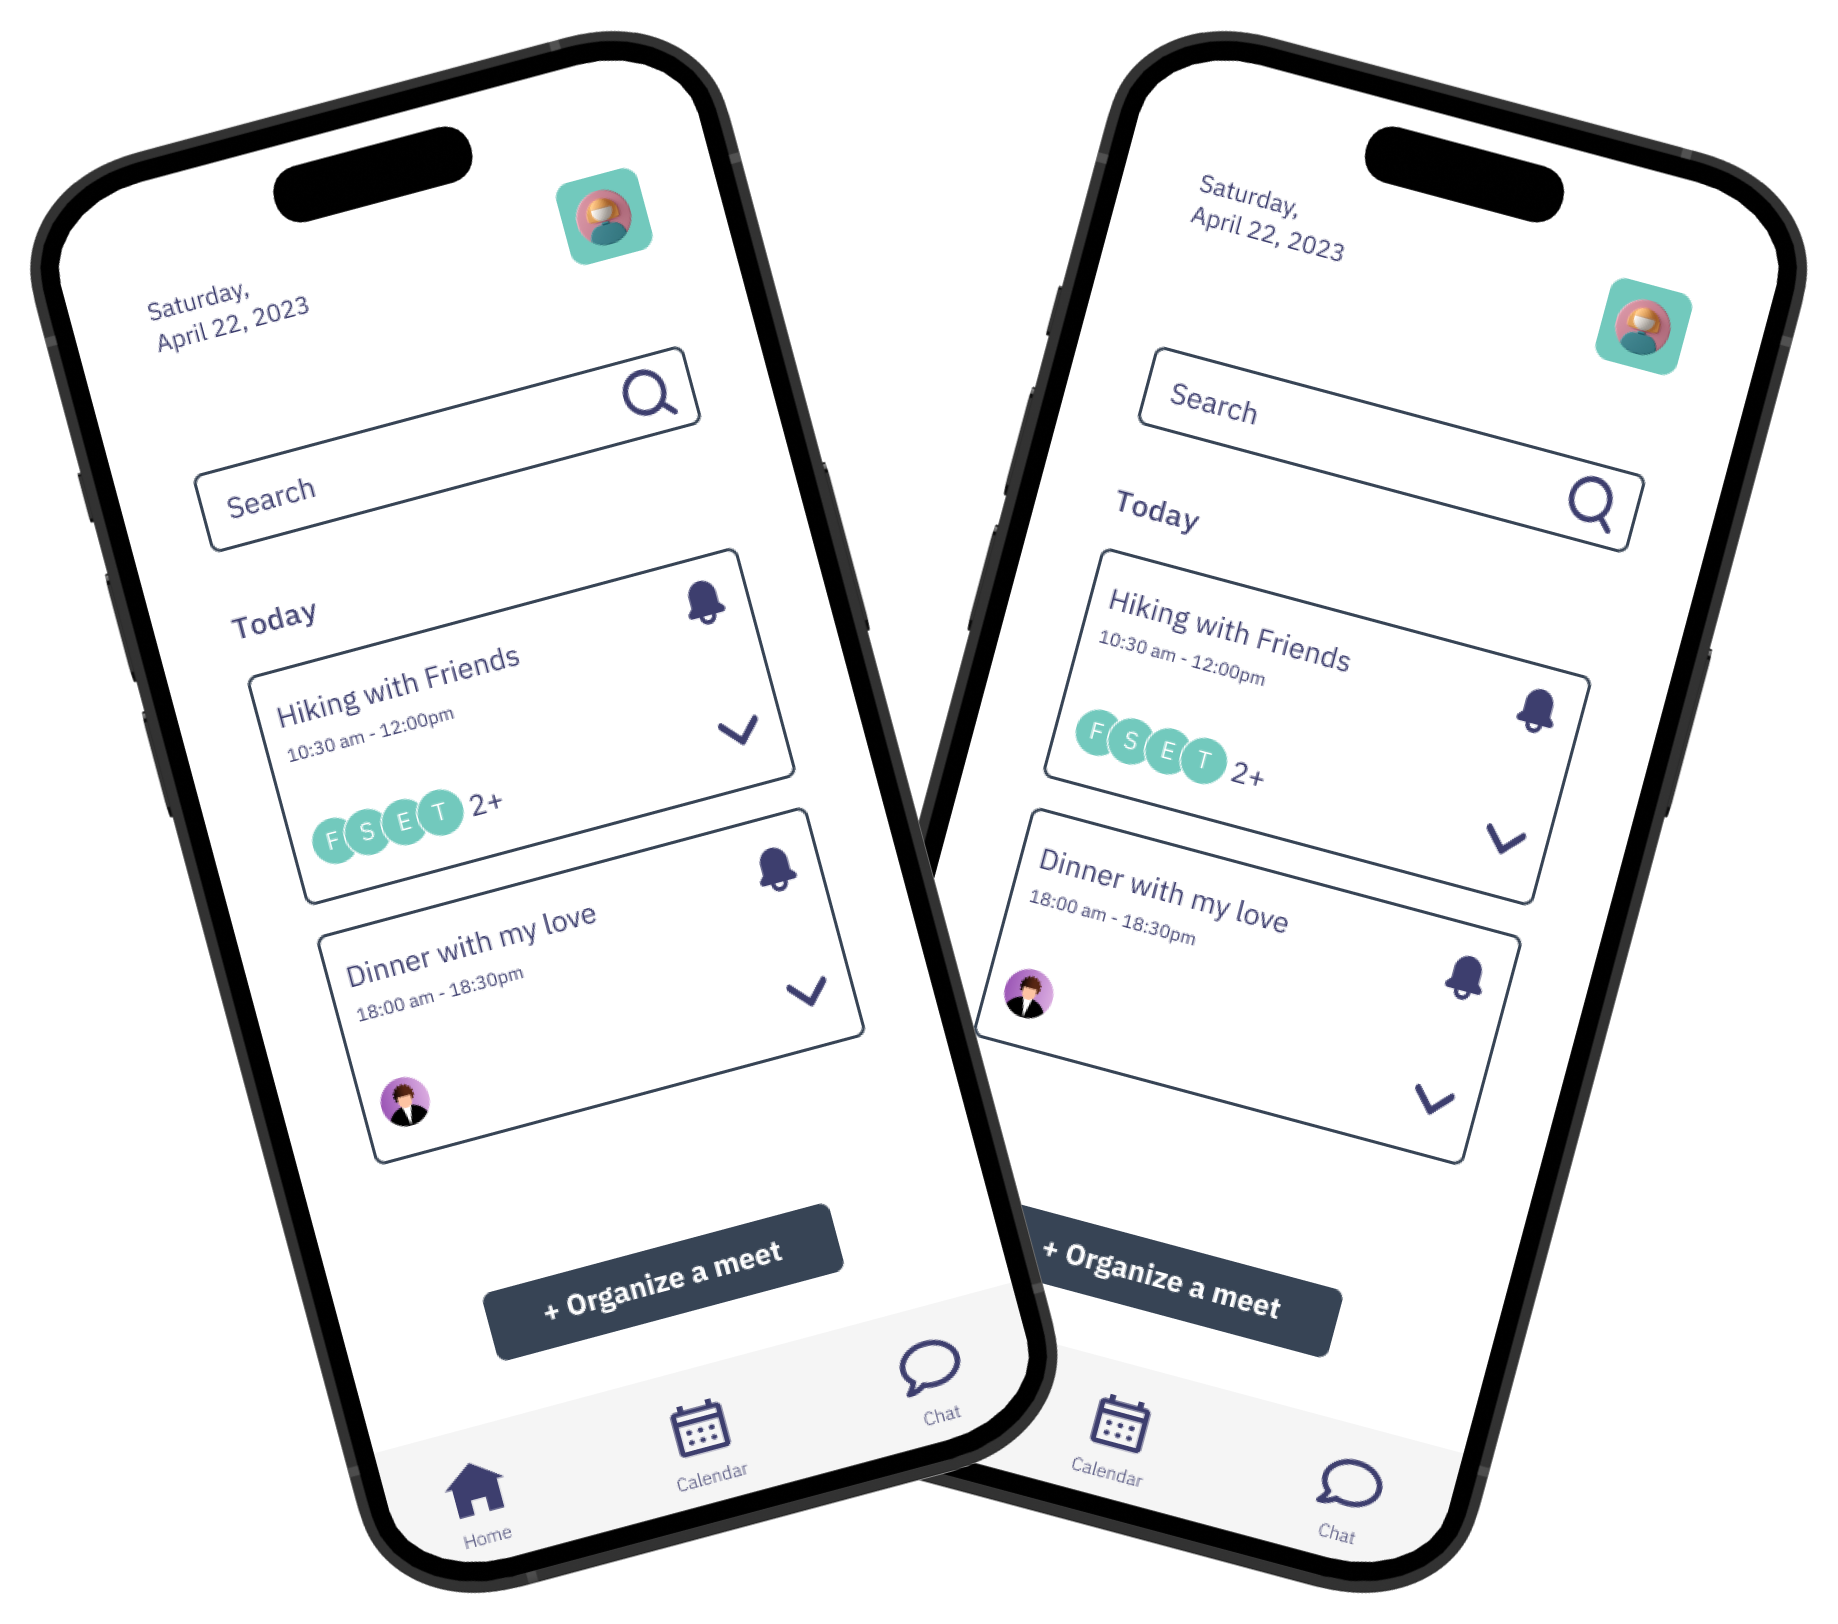 Saturday,
April 22, 2023
Search
Today
Hiking with Friends
10:30 am - 12:00pm
F S E T 2+
Dinner with my love
18:00 am - 18:30pm
+ Organize a meet
Home
Calendar
Chat
Saturday,
April 22, 2023
Search
Today
Hiking with Friends
10:30 am - 12:00pm
F S E T 2+
Dinner with my love
18:00 am - 18:30pm
+ Organize a meet
Calendar
Chat